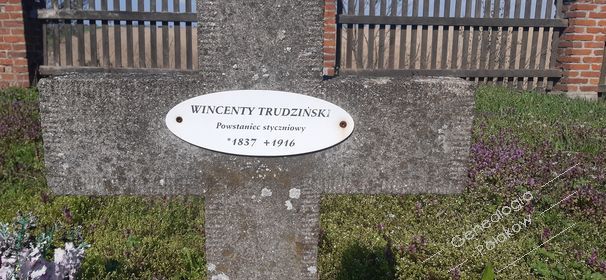 WINCENTY TRUDZIŃSKI
Powstaniec styczniowy
*1837 +1916
Genealogia
Polaków